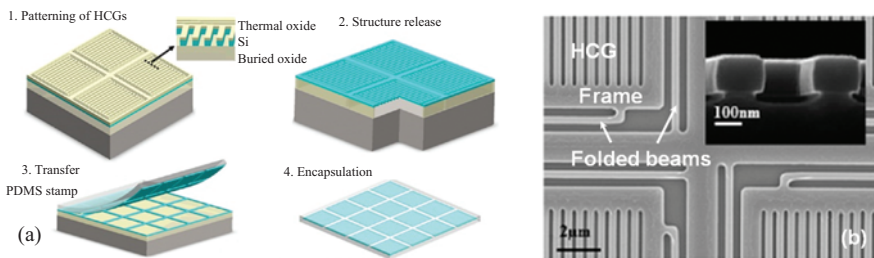 1. Patterning of HCGs
Thermal oxide
Si
Buried oxide
2. Structure release
3. Transfer
PDMS stamp
4. Encapsulation
(a)
HCG
Frame
Folded beams
100nm
2μm
(b)